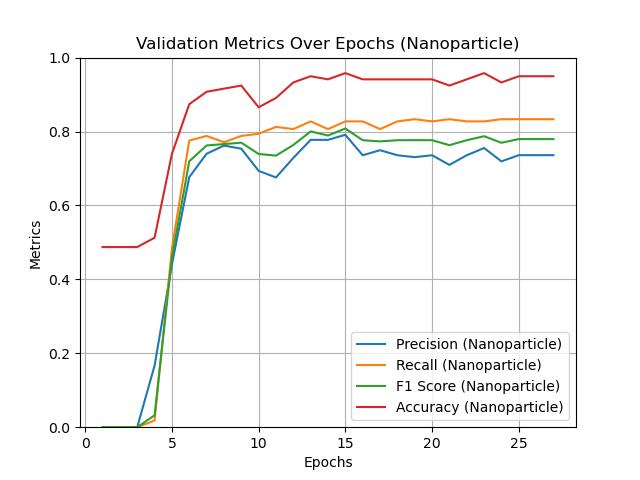 Validation Metrics Over Epochs (Nanoparticle)
1.0
0.8
0.6
0.4
0.2
0.0
Metrics
0
5
10
15
20
25
Epochs
Precision (Nanoparticle)
Recall (Nanoparticle)
F1 Score (Nanoparticle)
Accuracy (Nanoparticle)